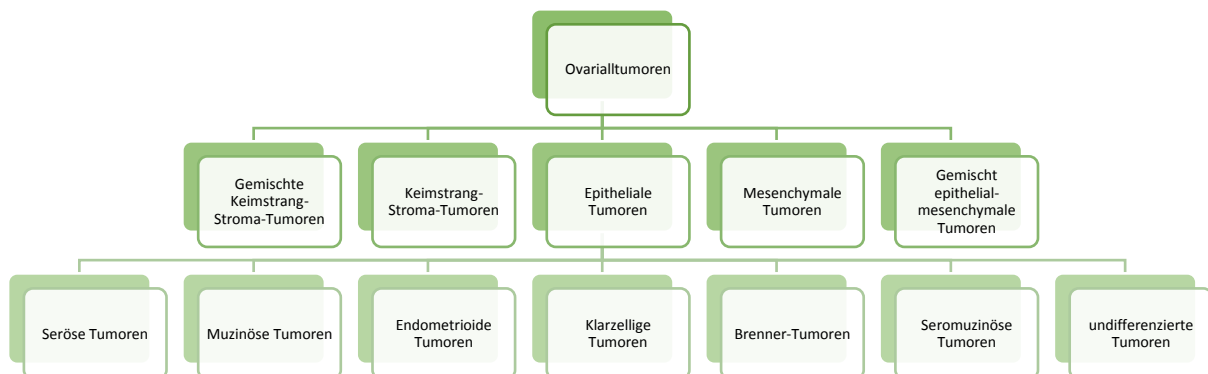 Ovarialltumoren
Gemischte
Keimstrang-
Stroma-Tumoren
Keimstrang-
Stroma-Tumoren
Epitheliale
Tumoren
Mesenchymale
Tumoren
Gemischt
epithelial-
mesenchymale
Tumoren
Seröse Tumoren
Muzinöse Tumoren
Endometrioide
Tumoren
Klarzellige
Tumoren
Brenner-Tumoren
Seromuzinöse
Tumoren
undifferenzierte
Tumoren